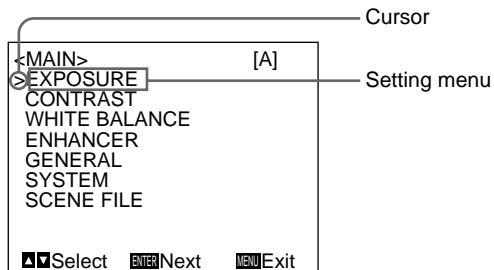 Cursor
<MAIN> [A]
>EXPOSURE
Setting menu
CONTRAST
WHITE BALANCE
ENHANCER
GENERAL
SYSTEM
SCENE FILE
▲▼Select ENTER Next MENU Exit